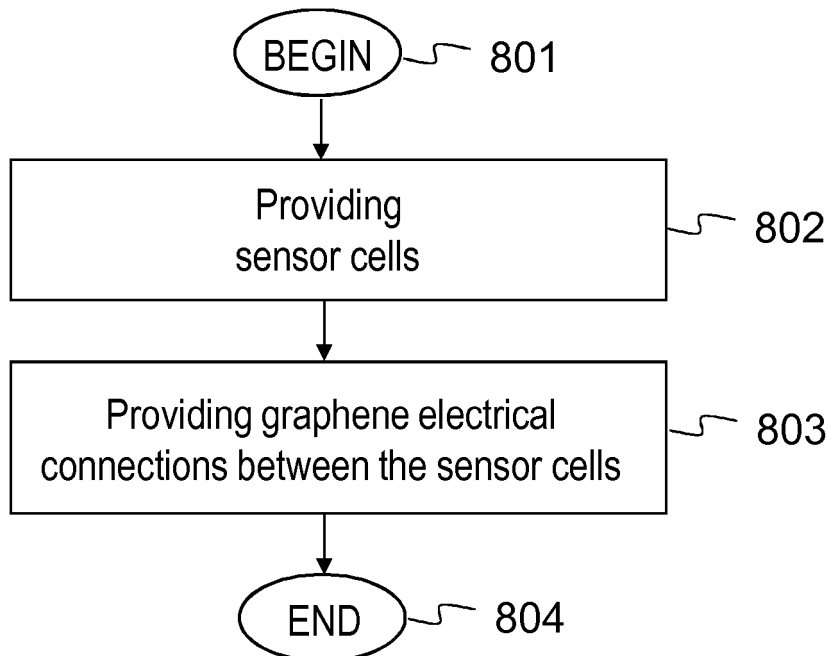 BEGIN
801
Providing
sensor cells
802
Providing graphene electrical
connections between the sensor cells
803
END
804